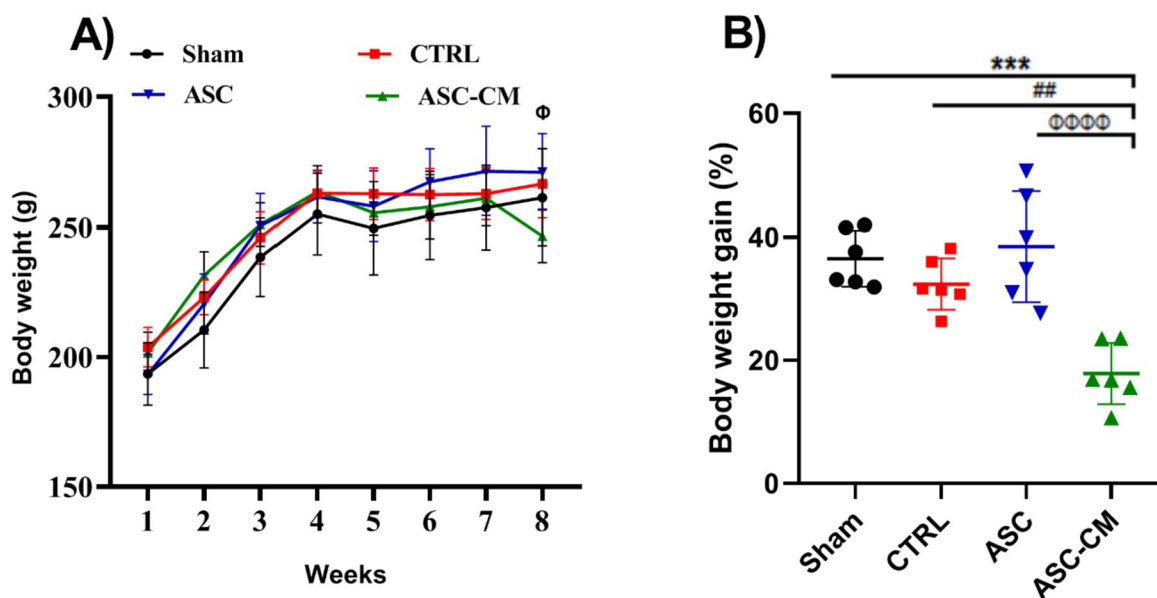 A)
Sham
CTRL
ASC
ASC-CM
Body weight (g)
300
250
200
150
Φ
1 2 3 4 5 6 7 8
Weeks
B)
***
##
ΦΦΦΦ
Body weight gain (%)
60
40
20
0
Sham
CTRL
ASC
ASC-CM